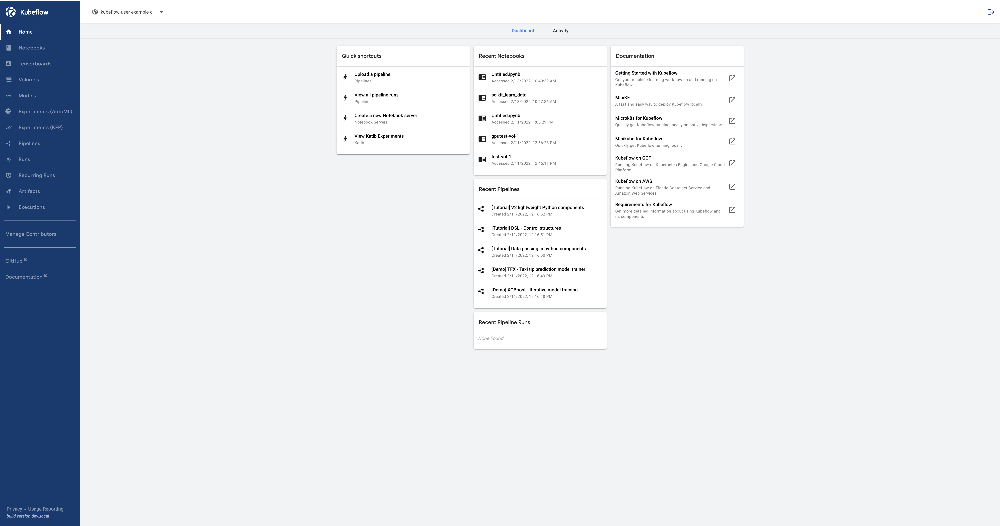 Kubeflow
Home
Notebooks
Tensorboards
Volumes
Models
Experiments (AutoML)
Experiments (KFP)
Pipelines
Runs
Recurring Runs
Artifacts
Executions
Manage Contributors
GitHub
Documentation
Privacy • Usage Reporting
build version dev_local
kubeflow-user-example-c...
Dashboard
Activity
Quick shortcuts
Upload a pipeline
Pipelines
View all pipeline runs
Pipelines
Create a new Notebook server
Notebook Servers
View Katib Experiments
Katib
Recent Notebooks
Untitled.ipynb
Accessed 2/13/2022, 10:49:39 AM
scikit_learn_data
Accessed 2/13/2022, 10:47:36 AM
Untitled.ipynb
Accessed 2/11/2022, 1:05:29 PM
gputest-vol-1
Accessed 2/11/2022, 12:56:28 PM
test-vol-1
Accessed 2/11/2022, 12:46:11 PM
Recent Pipelines
[Tutorial] V2 lightweight Python components
Created 2/11/2022, 12:16:52 PM
[Tutorial] DSL - Control structures
Created 2/11/2022, 12:16:51 PM
[Tutorial] Data passing in python components
Created 2/11/2022, 12:16:50 PM
[Demo] TFX - Taxi tip prediction model trainer
Created 2/11/2022, 12:16:49 PM
[Demo] XGBoost - Iterative model training
Created 2/11/2022, 12:16:48 PM
Recent Pipeline Runs
None Found
Documentation
Getting Started with Kubeflow
Get your machine-learning workflow up and running on
Kubeflow
MiniKF
A fast and easy way to deploy Kubeflow locally
Microk8s for Kubeflow
Quickly get Kubeflow running locally on native hypervisors
Minikube for Kubeflow
Quickly get Kubeflow running locally
Kubeflow on GCP
Running Kubeflow on Kubernetes Engine and Google Cloud
Platform
Kubeflow on AWS
Running Kubeflow on Elastic Container Service and
Amazon Web Services
Requirements for Kubeflow
Get more detailed information about using Kubeflow and
its components